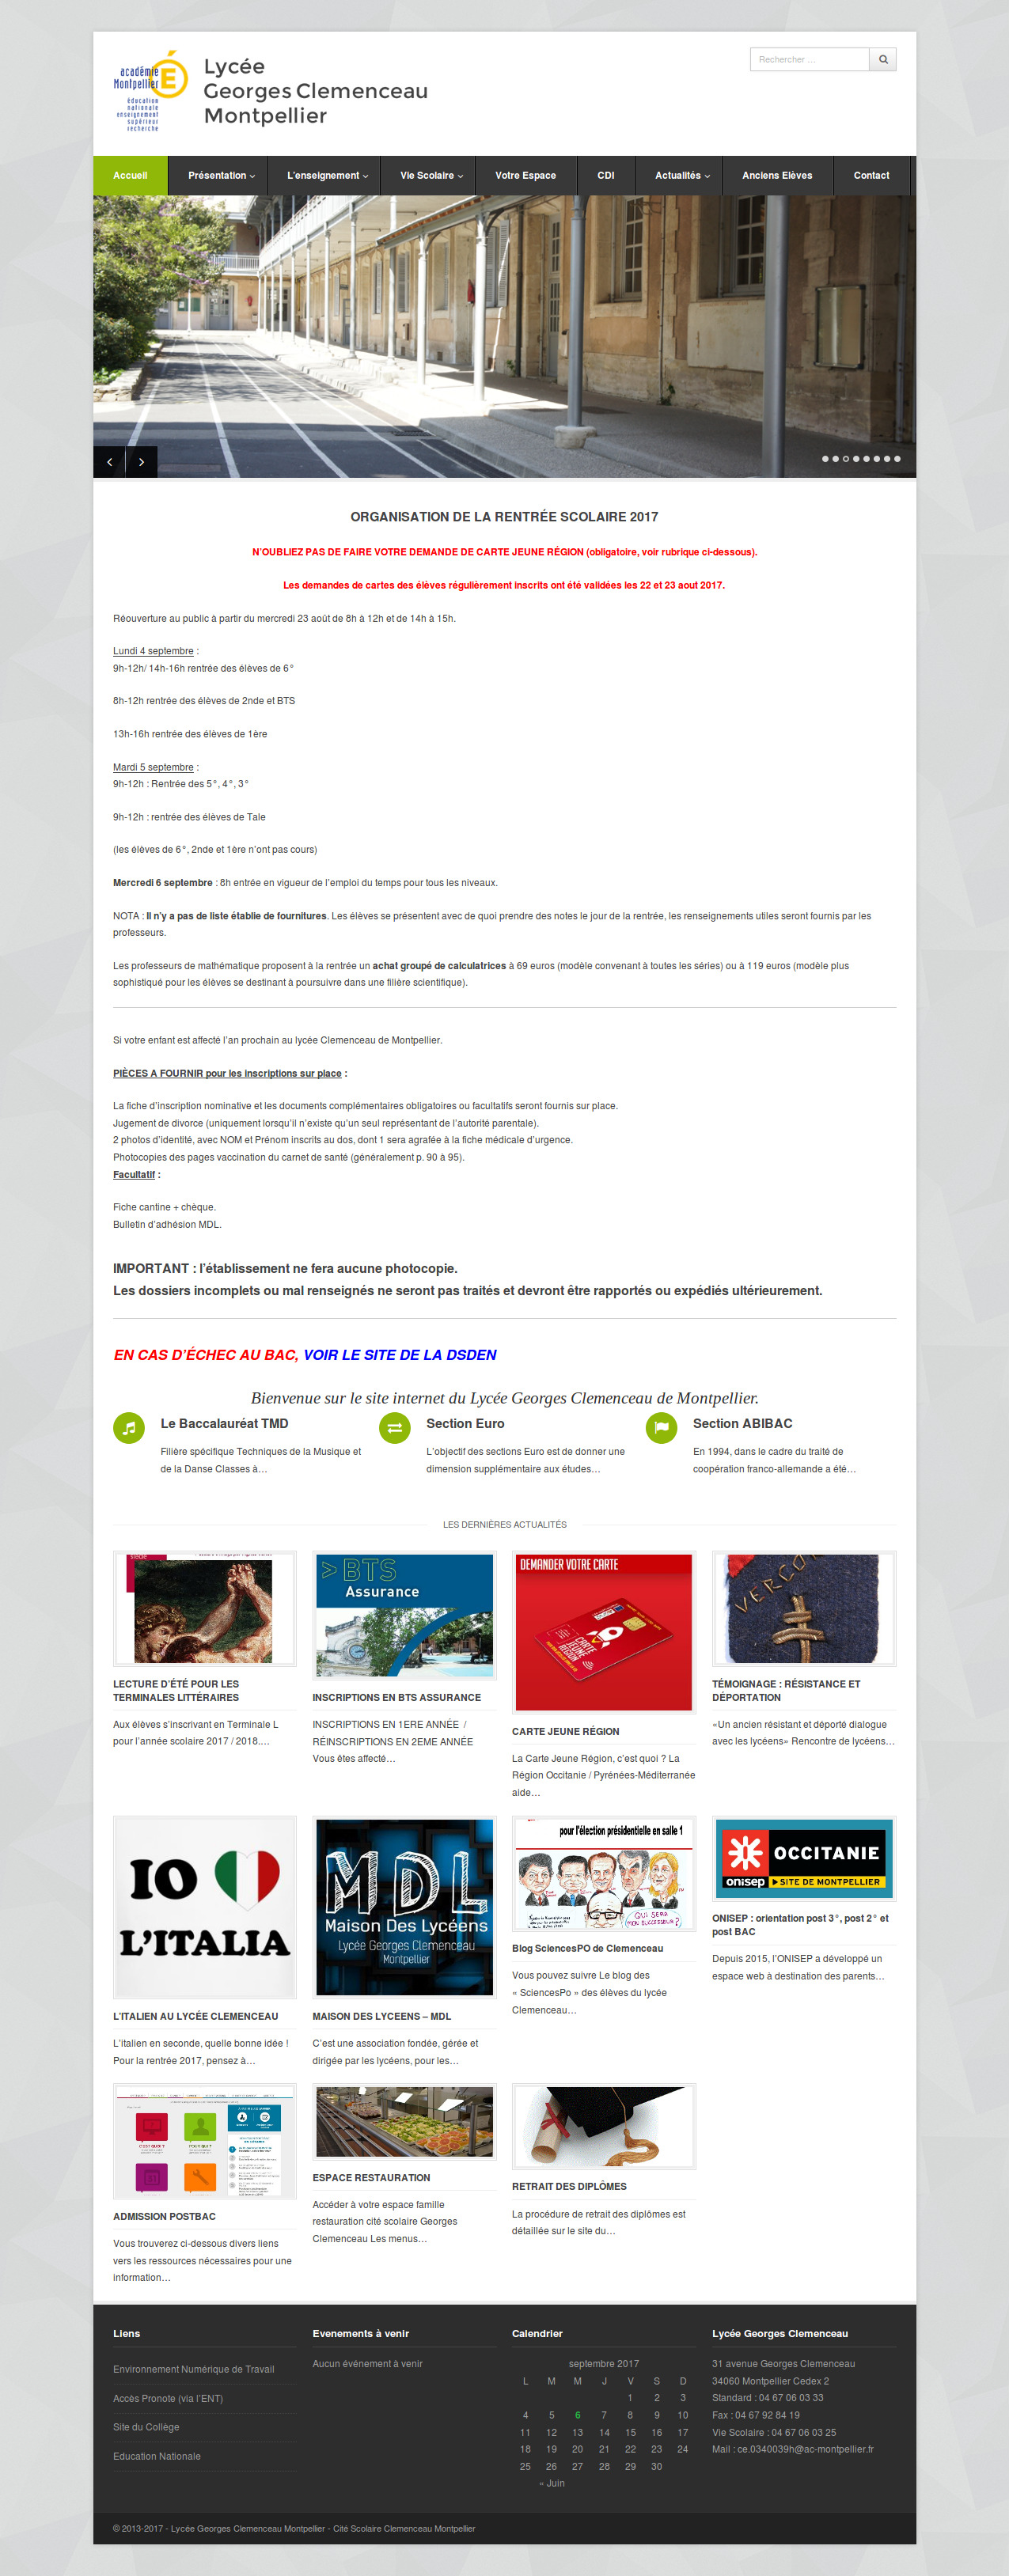 académie
Montpellier
éducation
nationale
enseignement
supérieur
recherche
Lycée
Georges Clemenceau
Montpellier
Rechercher …
Accueil
Présentation
L'enseignement
Vie Scolaire
Votre Espace
CDI
Actualités
Anciens Elèves
Contact
ORGANISATION DE LA RENTRÉE SCOLAIRE 2017
N'OUBLIEZ PAS DE FAIRE VOTRE DEMANDE DE CARTE JEUNE RÉGION (obligatoire, voir rubrique ci-dessous).
Les demandes de cartes des élèves régulièrement inscrits ont été validées les 22 et 23 aout 2017.
Réouverture au public à partir du mercredi 23 août de 8h à 12h et de 14h à 15h.
Lundi 4 septembre :
9h-12h/ 14h-16h rentrée des élèves de 6°
8h-12h rentrée des élèves de 2nde et BTS
13h-16h rentrée des élèves de 1ère
Mardi 5 septembre :
9h-12h : Rentrée des 5°, 4°, 3°
9h-12h : rentrée des élèves de Tale
(les élèves de 6°, 2nde et 1ère n'ont pas cours)
Mercredi 6 septembre : 8h entrée en vigueur de l'emploi du temps pour tous les niveaux.
NOTA : Il n'y a pas de liste établie de fournitures. Les élèves se présentent avec de quoi prendre des notes le jour de la rentrée, les renseignements utiles seront fournis par les
professeurs.
Les professeurs de mathématique proposent à la rentrée un achat groupé de calculatrices à 69 euros (modèle convenant à toutes les séries) ou à 119 euros (modèle plus
sophistiqué pour les élèves se destinant à poursuivre dans une filière scientifique).
Si votre enfant est affecté l'an prochain au lycée Clemenceau de Montpellier.
PIÈCES A FOURNIR pour les inscriptions sur place :
La fiche d'inscription nominative et les documents complémentaires obligatoires ou facultatifs seront fournis sur place.
Jugement de divorce (uniquement lorsqu'il n'existe qu'un seul représentant de l'autorité parentale).
2 photos d'identité, avec NOM et Prénom inscrits au dos, dont 1 sera agrafée à la fiche médicale d'urgence.
Photocopies des pages vaccination du carnet de santé (généralement p. 90 à 95).
Facultatif :
Fiche cantine + chèque.
Bulletin d'adhésion MDL.
IMPORTANT : l'établissement ne fera aucune photocopie.
Les dossiers incomplets ou mal renseignés ne seront pas traités et devront être rapportés ou expédiés ultérieurement.
EN CAS D'ÉCHEC AU BAC, VOIR LE SITE DE LA DSDEN
Bienvenue sur le site internet du Lycée Georges Clemenceau de Montpellier.
Le Baccalauréat TMD
Filière spécifique Techniques de la Musique et
de la Danse Classes à…
Section Euro
L'objectif des sections Euro est de donner une
dimension supplémentaire aux études…
Section ABIBAC
En 1994, dans le cadre du traité de
coopération franco-allemande a été…
LES DERNIÈRES ACTUALITÉS
siècle
> BTS
Assurance
DEMANDER VOTRE CARTE
CARTE JEUNE
RÉGION
VERCORS
LECTURE D'ÉTÉ POUR LES
TERMINALES LITTÉRAIRES
Aux élèves s'inscrivant en Terminale L
pour l'année scolaire 2017 / 2018.…
INSCRIPTIONS EN BTS ASSURANCE
INSCRIPTIONS EN 1ERE ANNÉE /
RÉINSCRIPTIONS EN 2EME ANNÉE
Vous êtes affecté…
CARTE JEUNE RÉGION
La Carte Jeune Région, c'est quoi ? La
Région Occitanie / Pyrénées-Méditerranée
aide…
TÉMOIGNAGE : RÉSISTANCE ET
DÉPORTATION
«Un ancien résistant et déporté dialogue
avec les lycéens» Rencontre de lycéens…
IO
L'ITALIA
MDL
Maison Des Lycéens
Lycée Georges Clemenceau
Montpellier
pour l'élection présidentielle en salle 1
QUI SERA
MON SUCCESSEUR ?
OCCITANIE
onisep
SITE DE MONTPELLIER
L'ITALIEN AU LYCÉE CLEMENCEAU
L'italien en seconde, quelle bonne idée !
Pour la rentrée 2017, pensez à…
MAISON DES LYCEENS – MDL
C'est une association fondée, gérée et
dirigée par les lycéens, pour les…
Blog SciencesPO de Clemenceau
Vous pouvez suivre Le blog des
« SciencesPo » des élèves du lycée
Clemenceau…
ONISEP : orientation post 3°, post 2° et
post BAC
Depuis 2015, l'ONISEP a développé un
espace web à destination des parents…
ADMISSION POSTBAC
Vous trouverez ci-dessous divers liens
vers les ressources nécessaires pour une
information…
ESPACE RESTAURATION
Accéder à votre espace famille
restauration cité scolaire Georges
Clemenceau Les menus…
RETRAIT DES DIPLÔMES
La procédure de retrait des diplômes est
détaillée sur le site du…
Liens
Environnement Numérique de Travail
Accès Pronote (via l'ENT)
Site du Collège
Education Nationale
Evenements à venir
Aucun événement à venir
Calendrier
septembre 2017
L M M J V S D
1 2 3
4 5 6 7 8 9 10
11 12 13 14 15 16 17
18 19 20 21 22 23 24
25 26 27 28 29 30
« Juin
Lycée Georges Clemenceau
31 avenue Georges Clemenceau
34060 Montpellier Cedex 2
Standard : 04 67 06 03 33
Fax : 04 67 92 84 19
Vie Scolaire : 04 67 06 03 25
Mail : ce.0340039h@ac-montpellier.fr
© 2013-2017 - Lycée Georges Clemenceau Montpellier - Cité Scolaire Clemenceau Montpellier